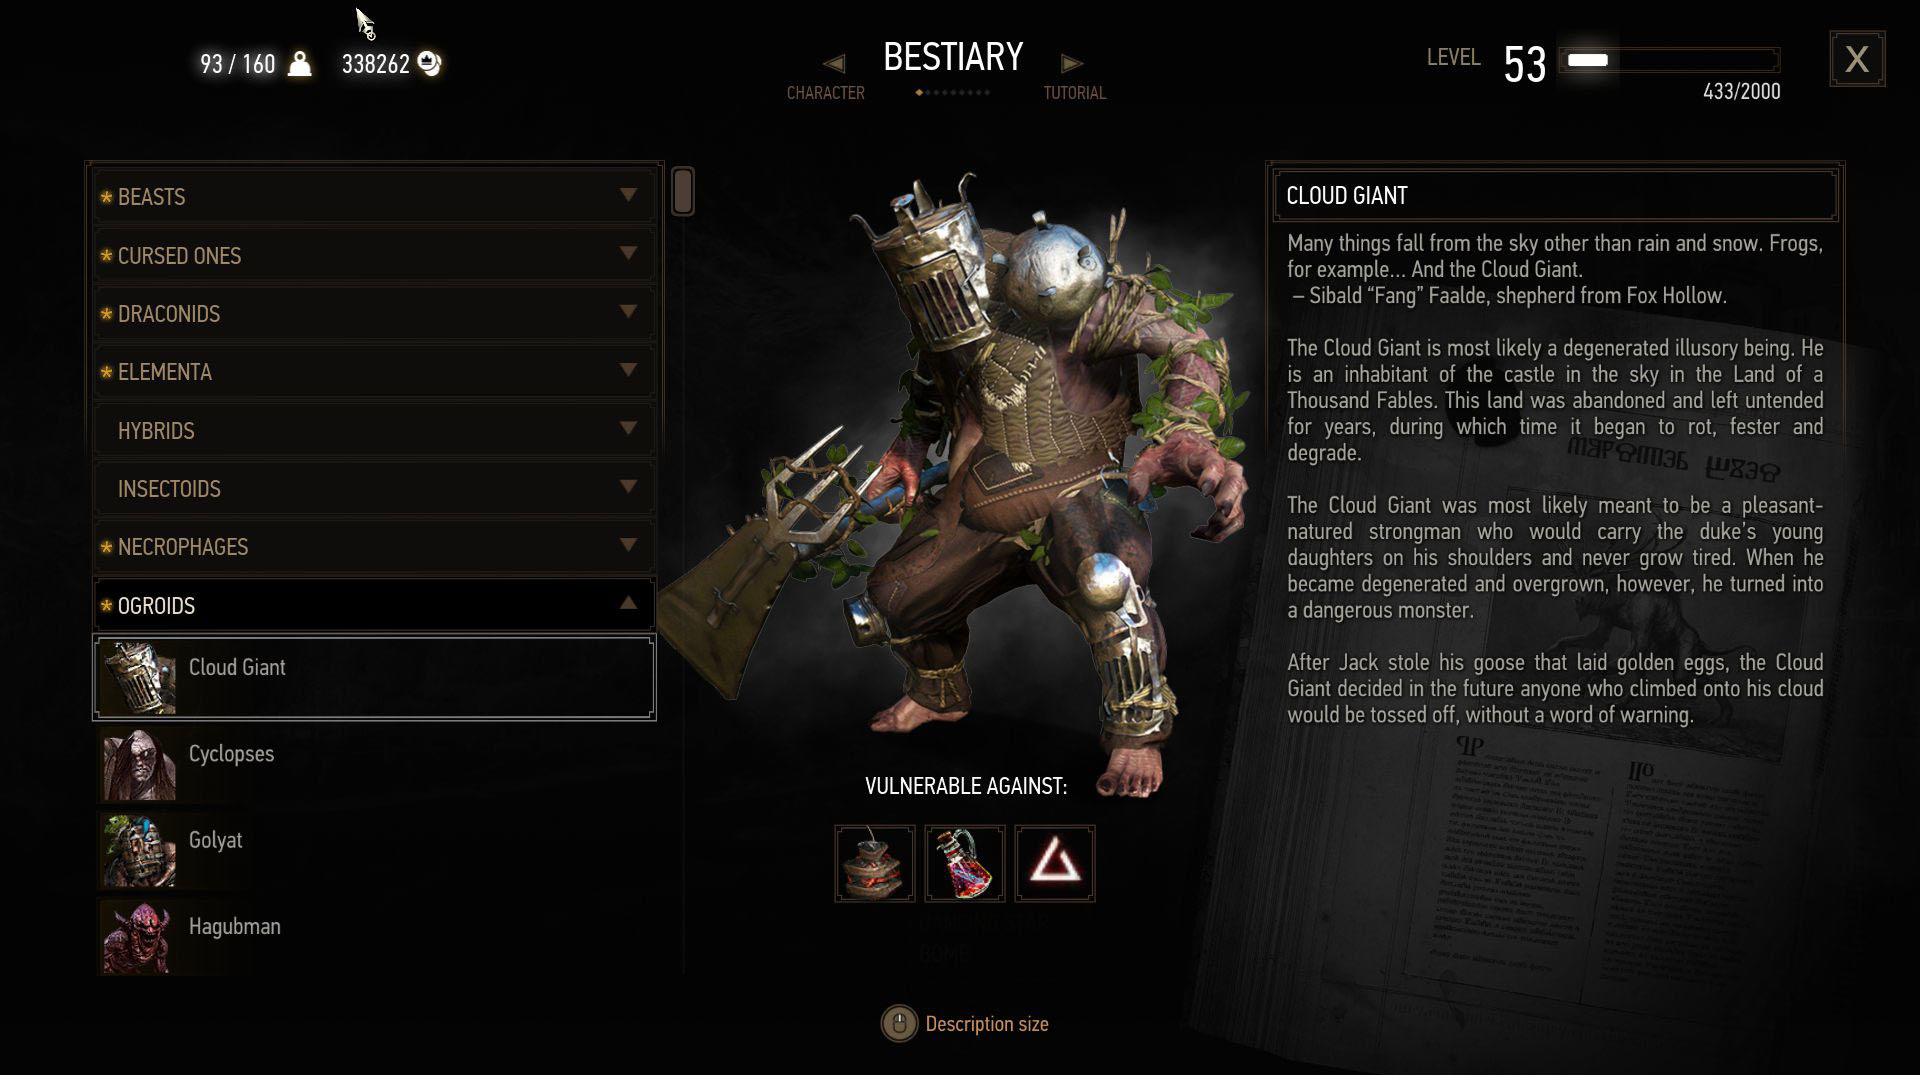 93 / 160
338262
BESTIARY
CHARACTER
TUTORIAL
LEVEL 53
433/2000
X
BEASTS
CURSED ONES
DRACONIDS
ELEMENTA
HYBRIDS
INSECTOIDS
NECROPHAGES
OGROIDS
Cloud Giant
Cyclopses
Golyat
Hagubman
VULNERABLE AGAINST:
DANCING STAR
BOMB
Description size
CLOUD GIANT
Many things fall from the sky other than rain and snow. Frogs,
for example... And the Cloud Giant.
– Sibald “Fang” Faalde, shepherd from Fox Hollow.
The Cloud Giant is most likely a degenerated illusory being. He
is an inhabitant of the castle in the sky in the Land of a
Thousand Fables. This land was abandoned and left untended
for years, during which time it began to rot, fester and
degrade.
The Cloud Giant was most likely meant to be a pleasant-
natured strongman who would carry the duke's young
daughters on his shoulders and never grow tired. When he
became degenerated and overgrown, however, he turned into
a dangerous monster.
After Jack stole his goose that laid golden eggs, the Cloud
Giant decided in the future anyone who climbed onto his cloud
would be tossed off, without a word of warning.